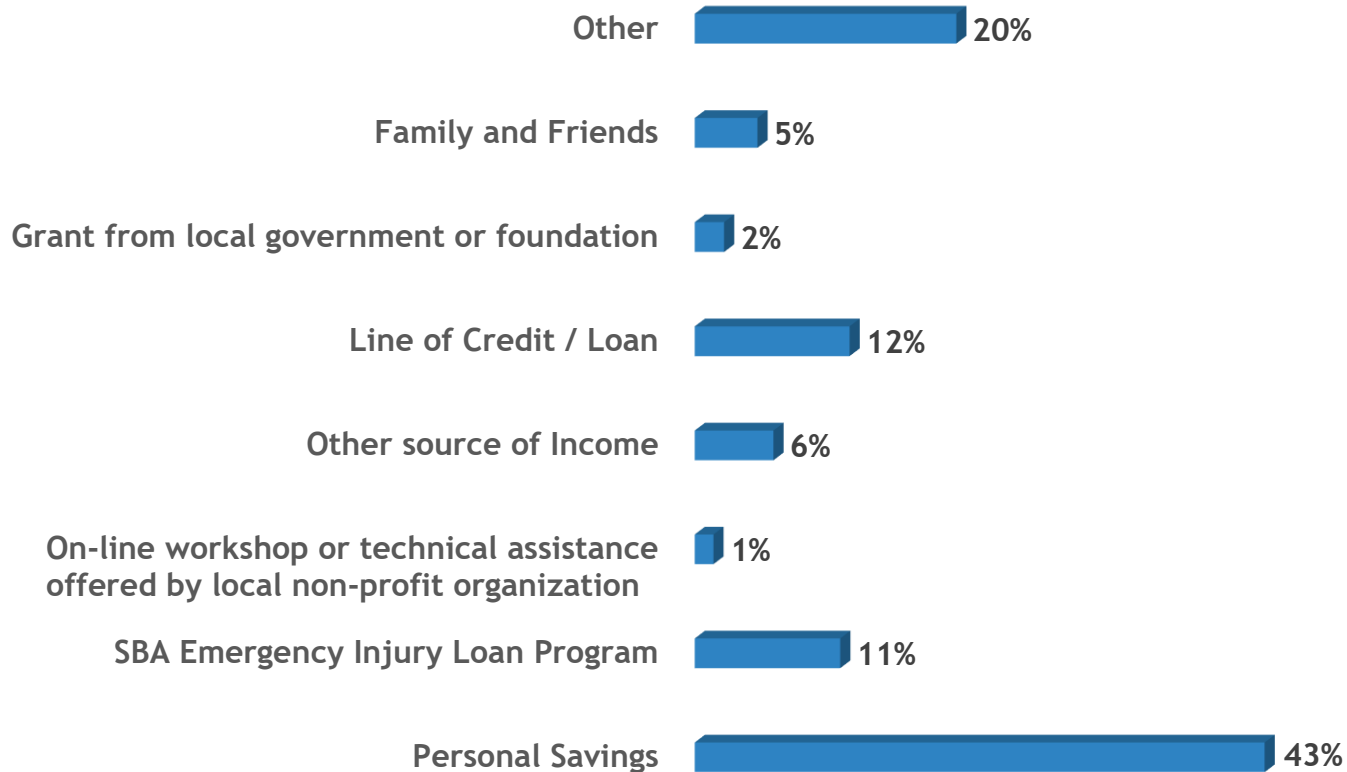 Other 20%
Family and Friends 5%
Grant from local government or foundation 2%
Line of Credit / Loan 12%
Other source of Income 6%
On-line workshop or technical assistance 1%
offered by local non-profit organization
SBA Emergency Injury Loan Program 11%
Personal Savings 43%